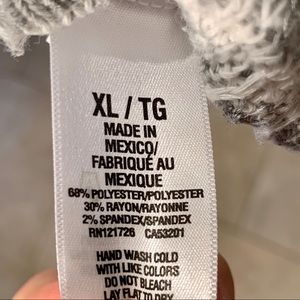 XL / TG
MADE IN
MEXICO/
FABRIQUÉ AU
MEXIQUE
68% POLYESTER/POLYESTER
30% RAYON/RAYONNE
2% SPANDEX/SPANDEX
RN121726 CA53201
HAND WASH COLD
WITH LIKE COLORS
DO NOT BLEACH
LAY FLAT TO DRY